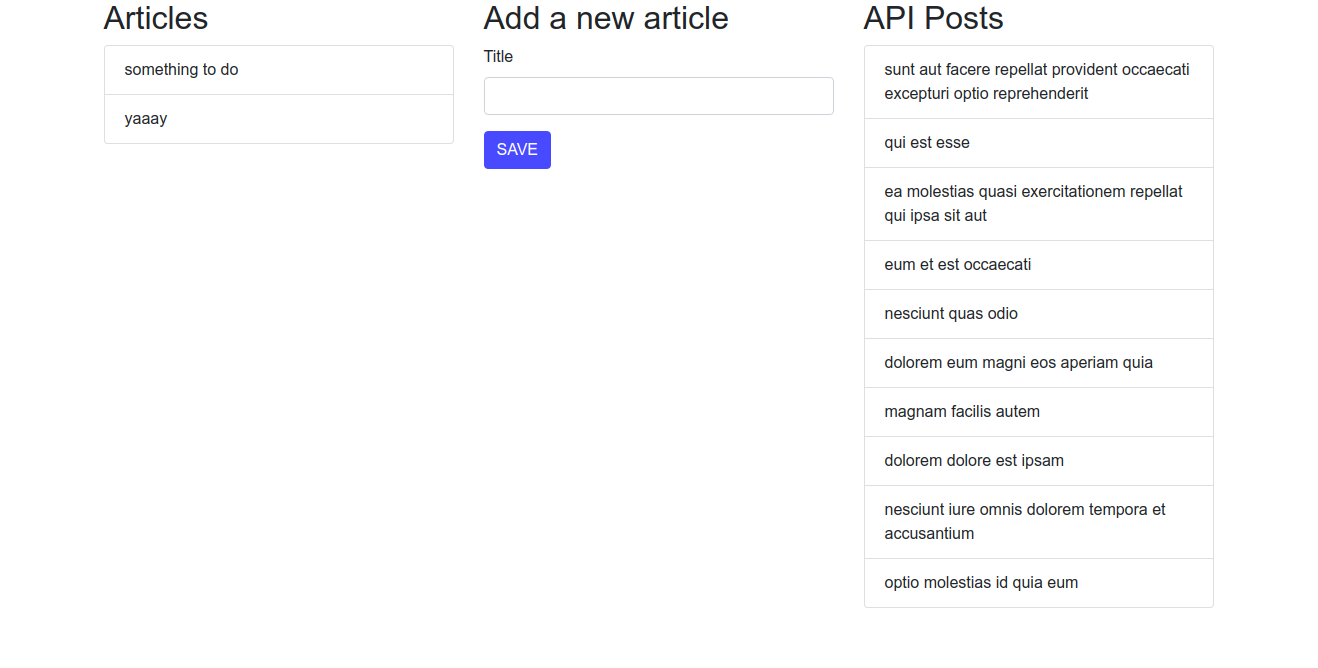 Articles
something to do
yaaay
Add a new article
Title
SAVE
API Posts
sunt aut facere repellat provident occaecati
excepturi optio reprehenderit
qui est esse
ea molestias quasi exercitationem repellat
qui ipsa sit aut
eum et est occaecati
nesciunt quas odio
dolorem eum magni eos aperiam quia
magnam facilis autem
dolorem dolore est ipsam
nesciunt iure omnis dolorem tempora et
accusantium
optio molestias id quia eum